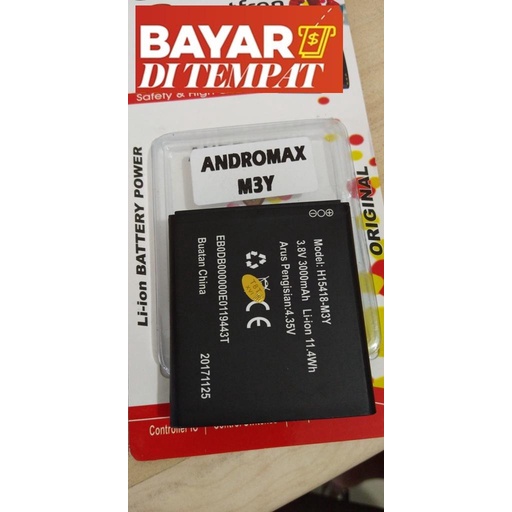 BAYAR
DI TEMPAT
$
Safety & High
Li-ion BATTERY POWER
ORIGINAL
ANDROMAX
M3Y
Model: H15418-M3Y
3.8V 3000mAh Li-ion 11.4Wh
Arus Pengisian:4.35V
CE
EB0DB000000E0119443T
Buatan China
20171125
Controller IC